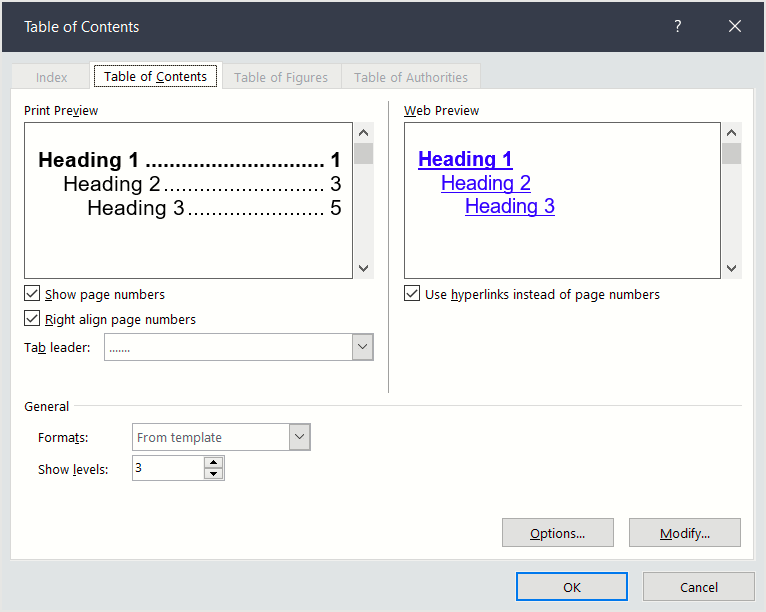 Table of Contents ?
Index Table of Contents Table of Figures Table of Authorities
Print Preview
Heading 1 .............................. 1
Heading 2........................... 3
Heading 3....................... 5
Show page numbers
Right align page numbers
Tab leader: .......
Web Preview
Heading 1
Heading 2
Heading 3
Use hyperlinks instead of page numbers
General
Formats: From template
Show levels: 3
Options... Modify...
OK Cancel